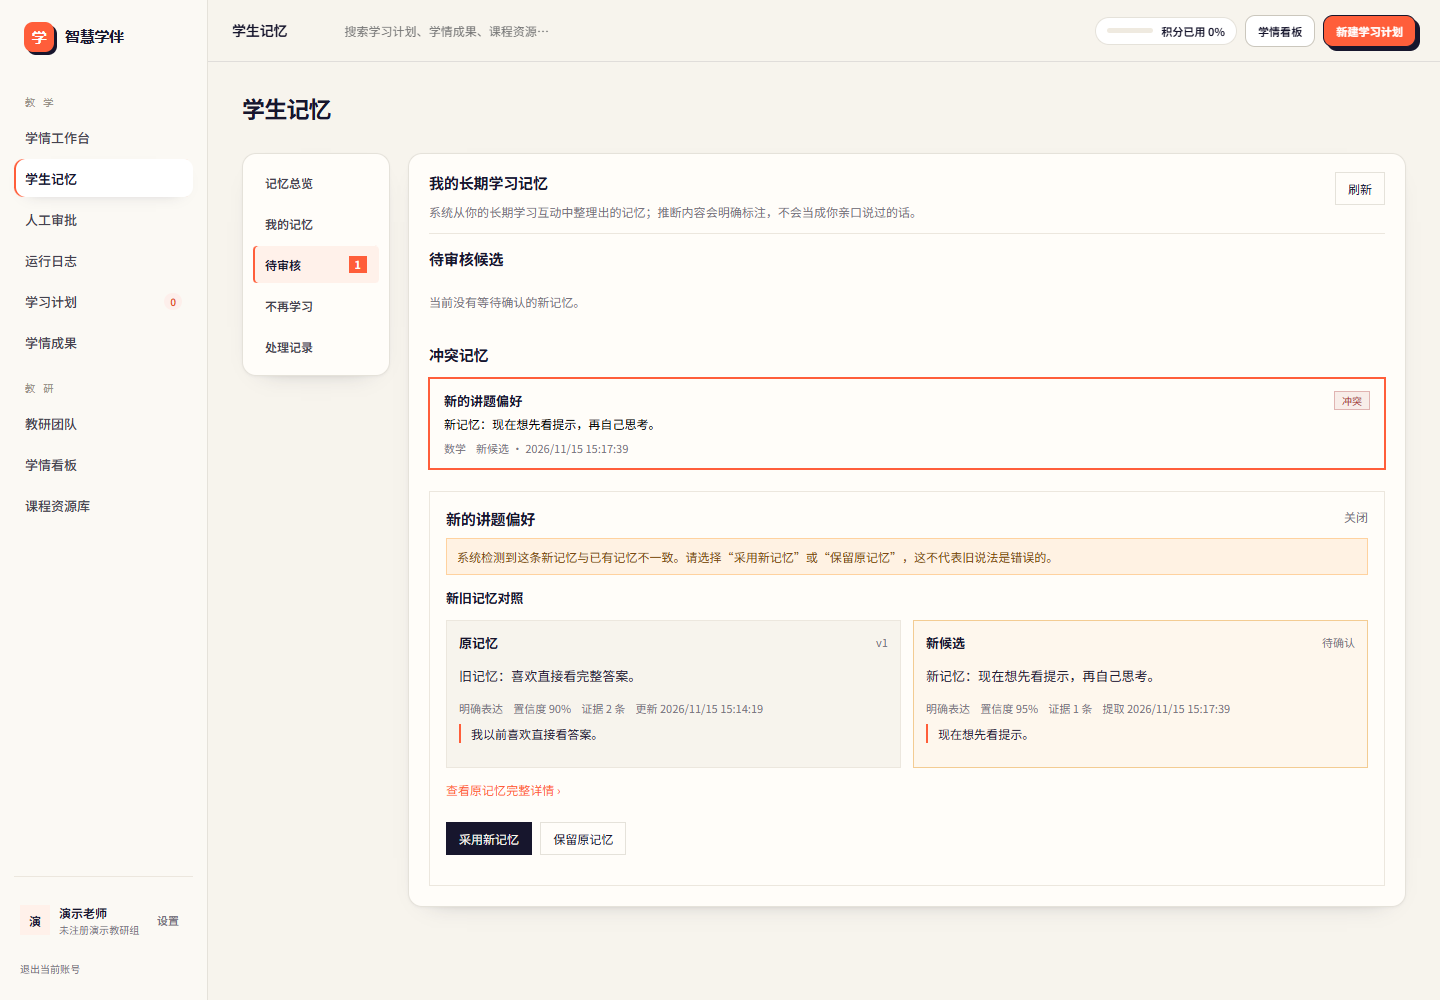 学 智慧学伴
教 学
学情工作台
学生记忆
人工审批
运行日志
学习计划 0
学情成果
教 研
教研团队
学情看板
课程资源库
演 演示老师
未注册演示教研组
设置
退出当前账号
学生记忆
搜索学习计划、学情成果、课程资源…
积分已用 0%
学情看板
新建学习计划
学生记忆
记忆总览
我的记忆
待审核 1
不再学习
处理记录
我的长期学习记忆
系统从你的长期学习互动中整理出的记忆；推断内容会明确标注，不会当成你亲口说过的话。
刷新
待审核候选
当前没有等待确认的新记忆。
冲突记忆
新的讲题偏好
冲突
新记忆：现在想先看提示，再自己思考。
数学 新候选 · 2026/11/15 15:17:39
新的讲题偏好
关闭
系统检测到这条新记忆与已有记忆不一致。请选择“采用新记忆”或“保留原记忆”，这不代表旧说法是错误的。
新旧记忆对照
原记忆 v1
旧记忆：喜欢直接看完整答案。
明确表达 置信度 90% 证据 2 条 更新 2026/11/15 15:14:19
我以前喜欢直接看答案。
新候选 待确认
新记忆：现在想先看提示，再自己思考。
明确表达 置信度 95% 证据 1 条 提取 2026/11/15 15:17:39
现在想先看提示。
查看原记忆完整详情 ›
采用新记忆
保留原记忆